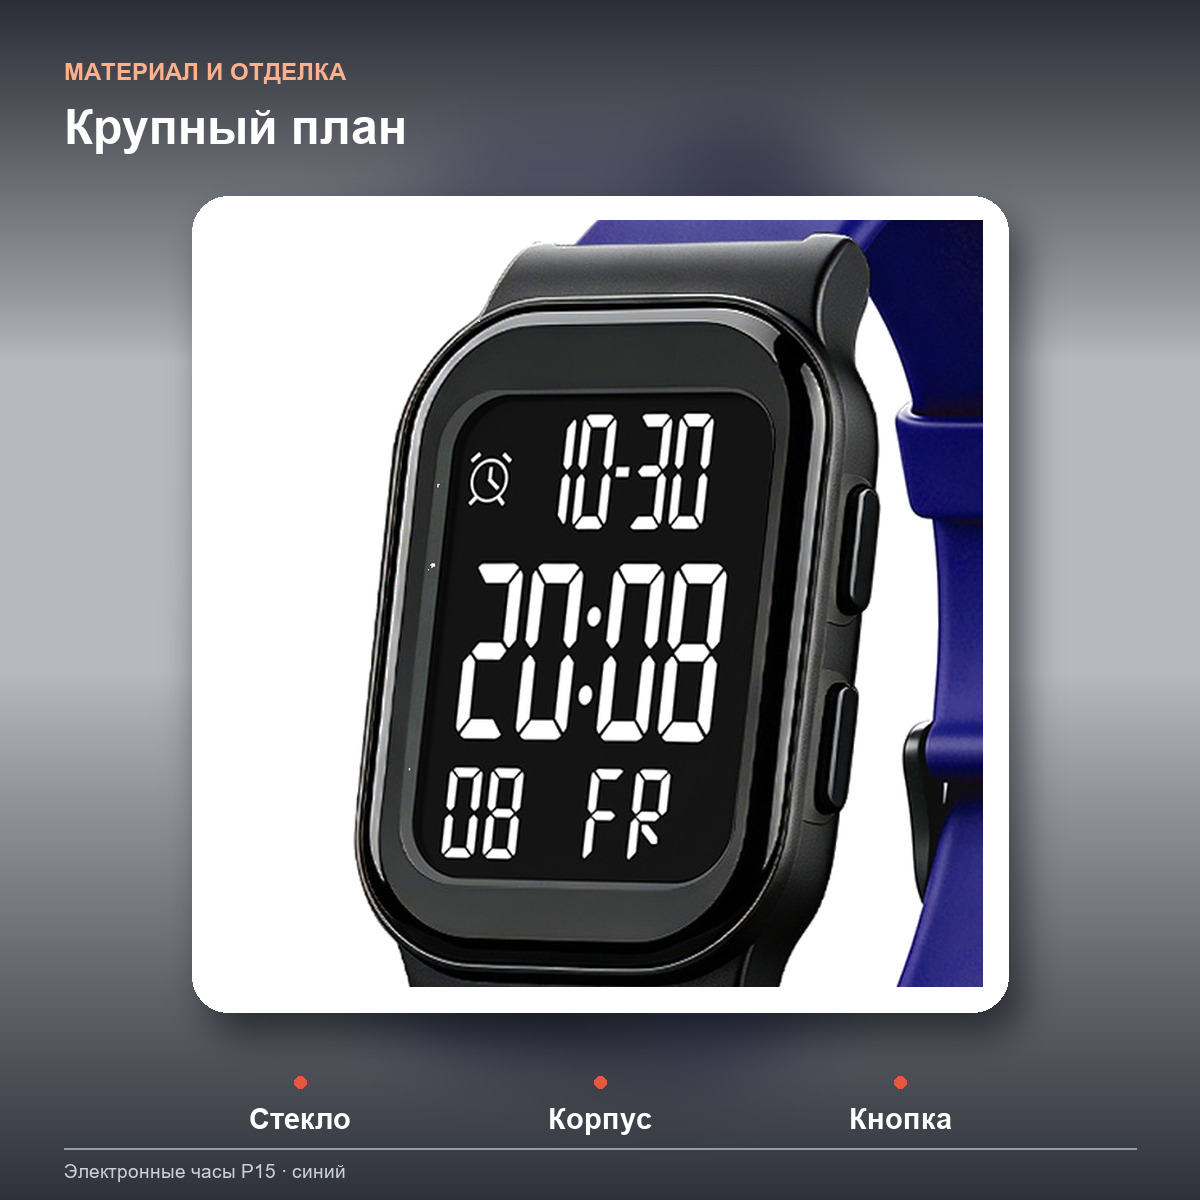 МАТЕРИАЛ И ОТДЕЛКА
Крупный план
10-30
20:08
08 FR
Стекло Корпус Кнопка
Электронные часы P15 · синий